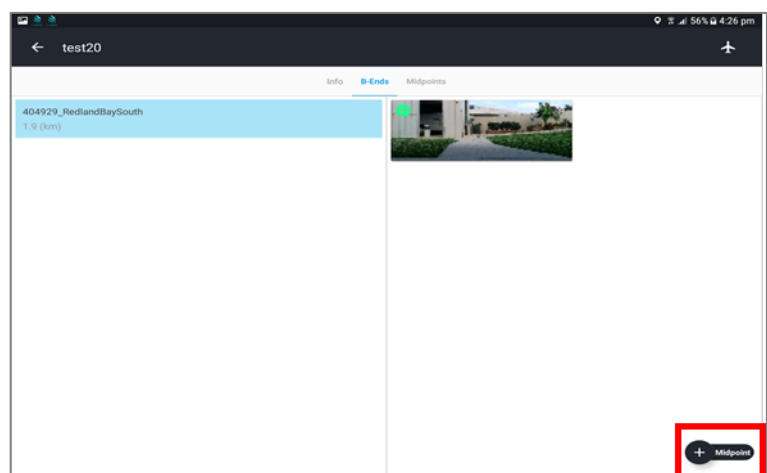 56% 4:26 pm
test20
Info B-Ends Midpoints
404929_RedlandBaySouth
1.9 (km)
+ Midpoint